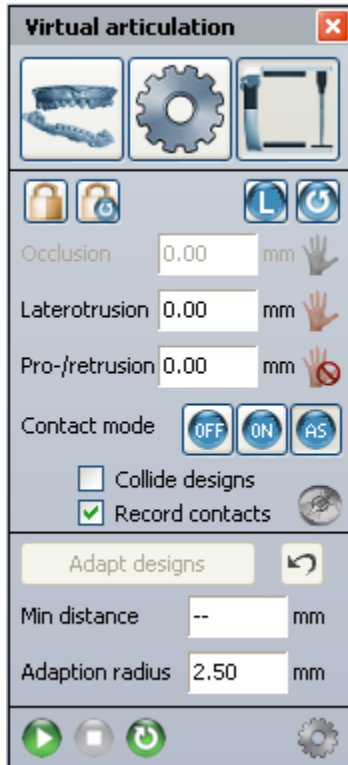 Virtual articulation
L
Occlusion 0.00 mm
Laterotrusion 0.00 mm
Pro-/retrusion 0.00 mm
Contact mode OFF ON AS
Collide designs
Record contacts
Adapt designs
Min distance -- mm
Adaption radius 2.50 mm